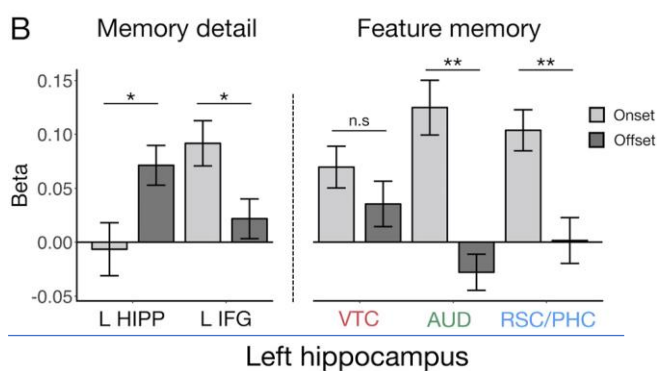 B Memory detail Feature memory
* * n.s ** **
Onset
Offset
Beta
0.15
0.10
0.05
0.00
-0.05
L HIPP L IFG VTC AUD RSC/PHC
Left hippocampus